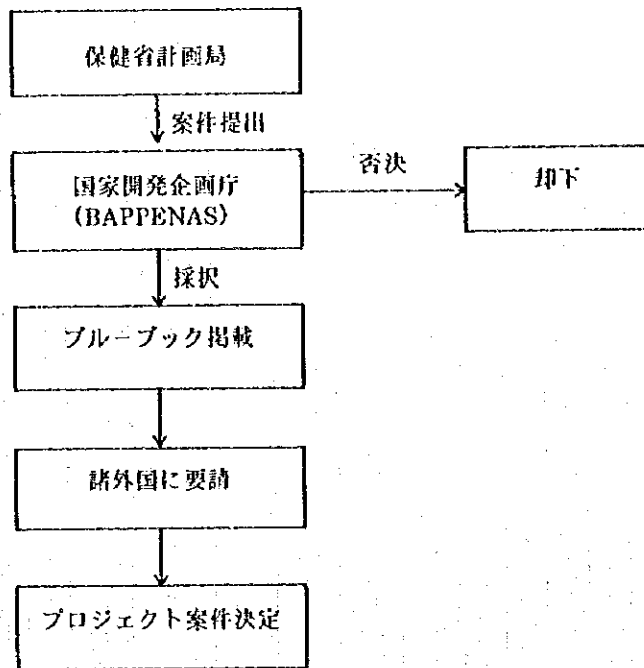 保健省計画局
案件提出
国家開発企画庁
(BAPPENAS)
否決
却下
採択
ブルーブック掲載
諸外国に要請
プロジェクト案件決定